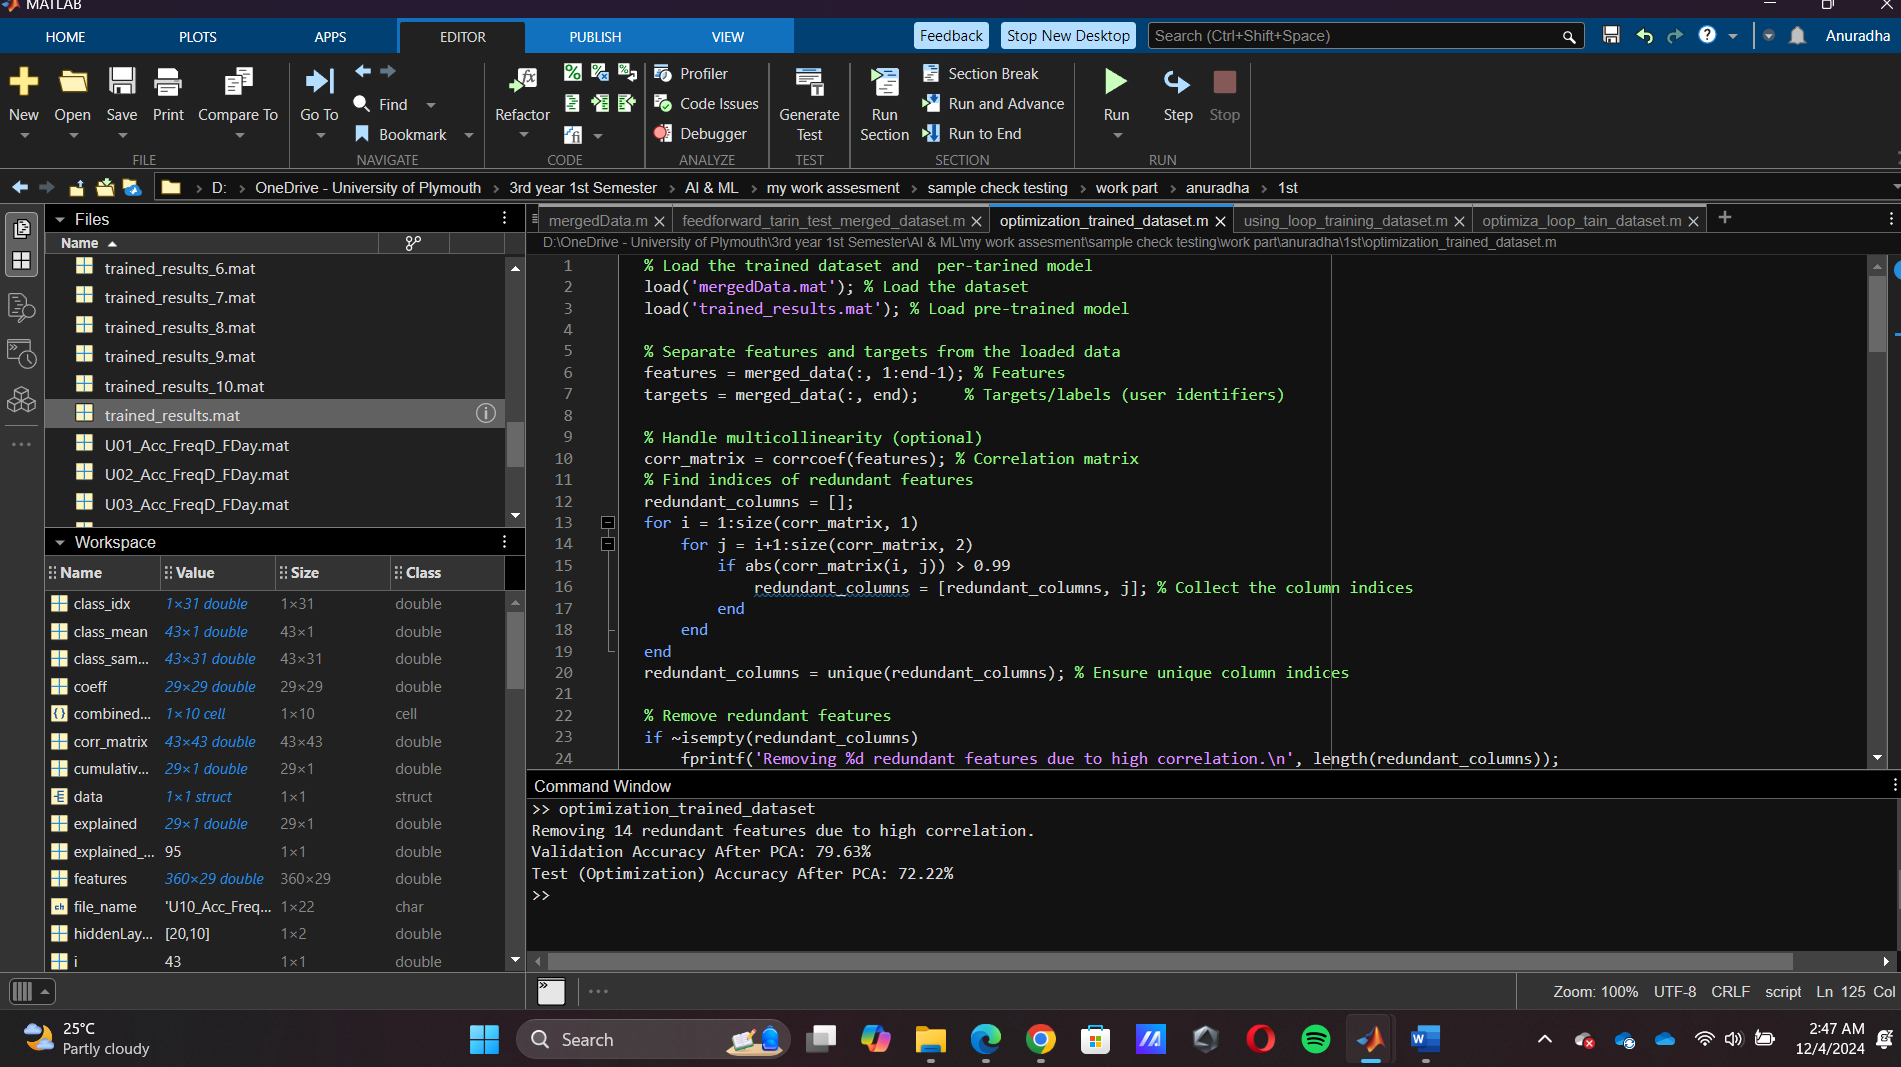 MATLAB
HOME PLOTS APPS EDITOR PUBLISH VIEW Feedback Stop New Desktop Search (Ctrl+Shift+Space) Anuradha
New Open Save Print Compare To Go To Find Bookmark Refactor Profiler Code Issues Debugger Generate Test Run Section Section Break Run and Advance Run to End Run Step Stop
FILE NAVIGATE CODE ANALYZE TEST SECTION RUN
D: › OneDrive - University of Plymouth › 3rd year 1st Semester › AI & ML › my work assesment › sample check testing › work part › anuradha › 1st
Files
Name
trained_results_6.mat
trained_results_7.mat
trained_results_8.mat
trained_results_9.mat
trained_results_10.mat
trained_results.mat
U01_Acc_FreqD_FDay.mat
U02_Acc_FreqD_FDay.mat
U03_Acc_FreqD_FDay.mat
Workspace
Name Value Size Class
class_idx 1×31 double 1×31 double
class_mean 43×1 double 43×1 double
class_sam... 43×31 double 43×31 double
coeff 29×29 double 29×29 double
combined... 1×10 cell 1×10 cell
corr_matrix 43×43 double 43×43 double
cumulativ... 29×1 double 29×1 double
data 1×1 struct 1×1 struct
explained 29×1 double 29×1 double
explained_... 95 1×1 double
features 360×29 double 360×29 double
file_name 'U10_Acc_Freq... 1×22 char
hiddenLay... [20,10] 1×2 double
i 43 1×1 double
mergedData.m feedforward_tarin_test_merged_dataset.m optimization_trained_dataset.m using_loop_training_dataset.m optimiza_loop_tain_dataset.m
D:\OneDrive - University of Plymouth\3rd year 1st Semester\AI & ML\my work assesment\sample check testing\work part\anuradha\1st\optimization_trained_dataset.m
1 % Load the trained dataset and  per-tarined model
2 load('mergedData.mat'); % Load the dataset
3 load('trained_results.mat'); % Load pre-trained model
4
5 % Separate features and targets from the loaded data
6 features = merged_data(:, 1:end-1); % Features
7 targets = merged_data(:, end);     % Targets/labels (user identifiers)
8
9 % Handle multicollinearity (optional)
10 corr_matrix = corrcoef(features); % Correlation matrix
11 % Find indices of redundant features
12 redundant_columns = [];
13 for i = 1:size(corr_matrix, 1)
14     for j = i+1:size(corr_matrix, 2)
15         if abs(corr_matrix(i, j)) > 0.99
16             redundant_columns = [redundant_columns, j]; % Collect the column indices
17         end
18     end
19 end
20 redundant_columns = unique(redundant_columns); % Ensure unique column indices
21
22 % Remove redundant features
23 if ~isempty(redundant_columns)
24     fprintf('Removing %d redundant features due to high correlation.\n', length(redundant_columns));
Command Window
>> optimization_trained_dataset
Removing 14 redundant features due to high correlation.
Validation Accuracy After PCA: 79.63%
Test (Optimization) Accuracy After PCA: 72.22%
>>
Zoom: 100% UTF-8 CRLF script Ln 125 Col
25°C
Partly cloudy
Search
2:47 AM
12/4/2024